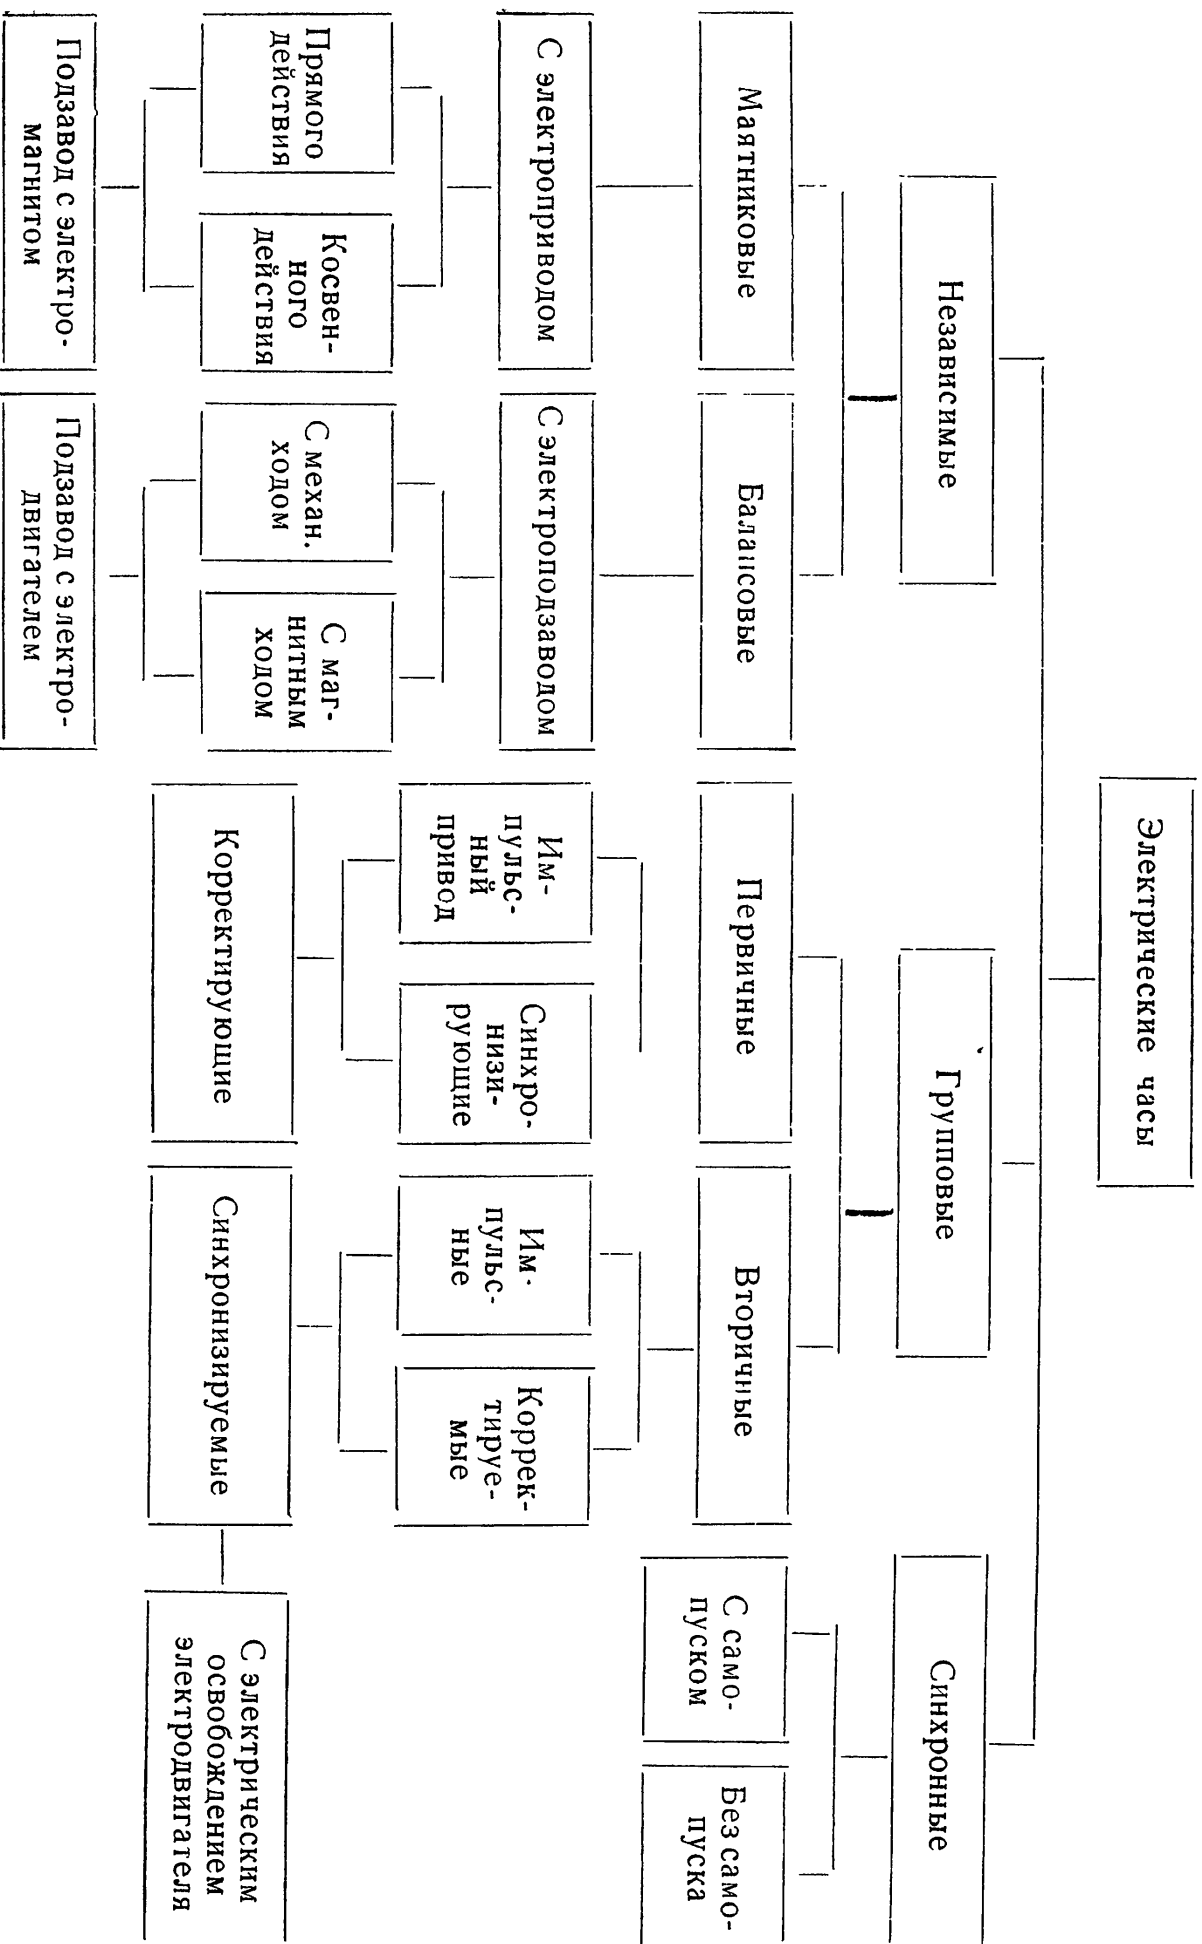 Электрические часы
Независимые
Групповые
Синхронные
Маятниковые
Балансовые
Первичные
Вторичные
С само-
пуском
Без само-
пуска
С электроприводом
С электроподзаводом
Им-
пульс-
ный
привод
Синхро-
низи-
рующие
Им-
пульс-
ные
Коррек-
тируе-
мые
Прямого
действия
Косвен-
ного
действия
С механ.
ходом
С маг-
нитным
ходом
Корректирующие
Синхронизируемые
С электрическим
освобождением
электродвигателя
Подзавод с электро-
магнитом
Подзавод с электро-
двигателем